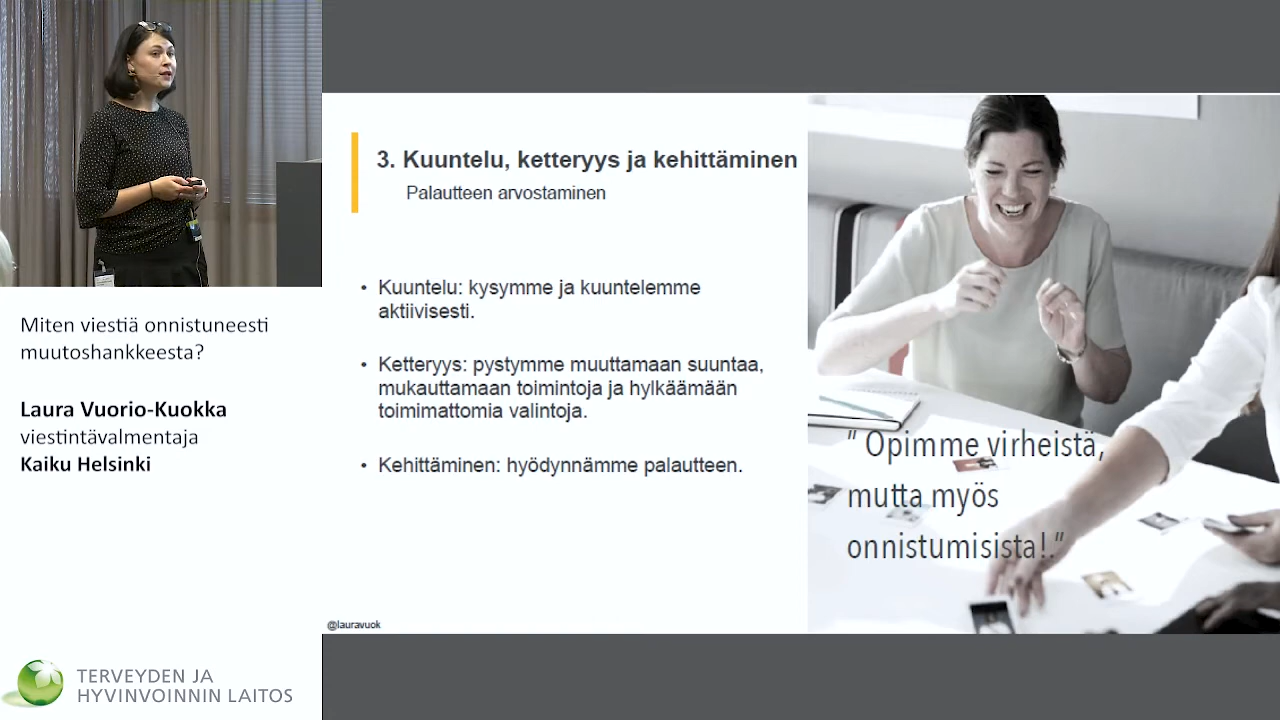 Miten viestiä onnistuneesti
muutoshankkeesta?
Laura Vuorio-Kuokka
viestintävalmentaja
Kaiku Helsinki
TERVEYDEN JA
HYVINVOINNIN LAITOS
3. Kuuntelu, ketteryys ja kehittäminen
Palautteen arvostaminen
• Kuuntelu: kysymme ja kuuntelemme
aktiivisesti.
• Ketteryys: pystymme muuttamaan suuntaa,
mukauttamaan toimintoja ja hylkäämään
toimimattomia valintoja.
• Kehittäminen: hyödynnämme palautteen.
@lauravuok
" Opimme virheistä,
mutta myös
onnistumisista!."